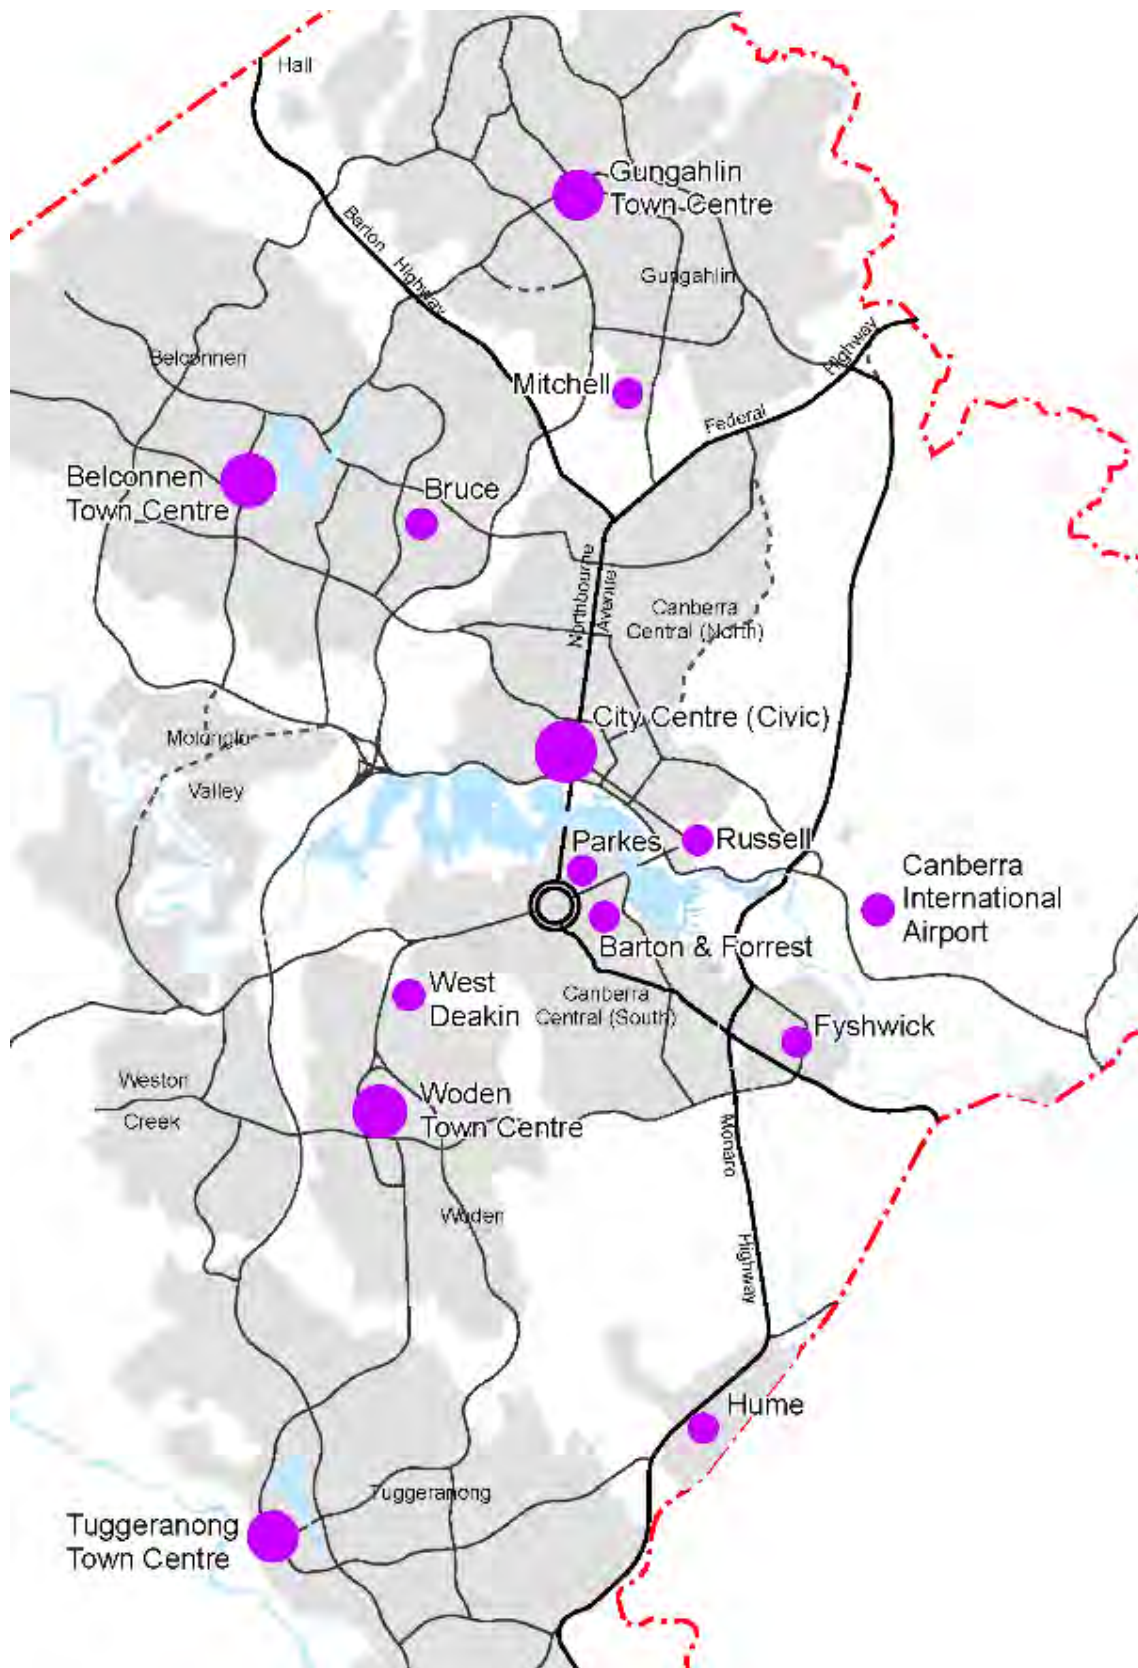 Hall
Gungahlin
Town Centre
Barton
Highway
Gungahlin
Highway
Belconnen
Mitchell
Federal
Belconnen
Town Centre
Bruce
Northbourne
Avenue
Canberra
Central (North)
City Centre (Civic)
Molonglo
Valley
Parkes
Russell
Canberra
International
Airport
Barton & Forrest
West
Deakin
Canberra
Central (South)
Fyshwick
Weston
Creek
Woden
Town Centre
Monaro
Highway
Woden
Hume
Tuggeranong
Tuggeranong
Town Centre